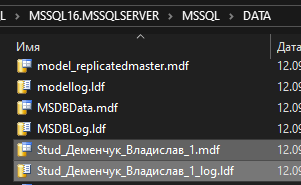 L > MSSQL16.MSSQLSERVER > MSSQL > DATA
Имя
Дата
model_replicatedmaster.mdf
12.09
modellog.ldf
12.09
MSDBData.mdf
12.09
MSDBLog.ldf
12.09
Stud_Деменчук_Владислав_1.mdf
12.09
Stud_Деменчук_Владислав_1_log.ldf
12.09